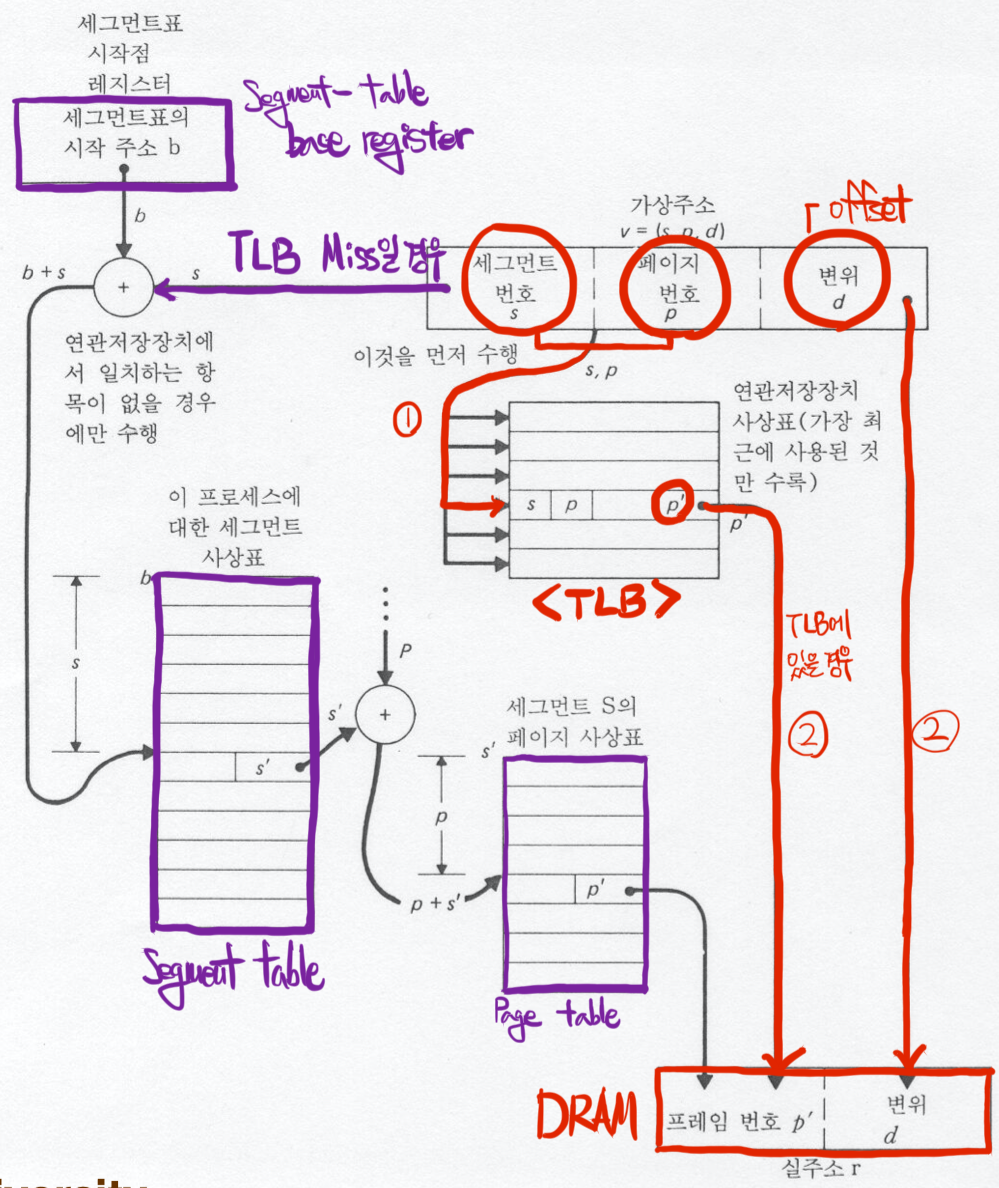 세그먼트표
시작점
레지스터
세그먼트표의
시작 주소 b
Segment-table
base register
b
b + s
+
s
TLB Miss일 경우
가상주소
v = (s, p, d)
offset
세그먼트
번호
s
페이지
번호
p
변위
d
연관저장장치에
서 일치하는 항
목이 없을 경우
에만 수행
이것을 먼저 수행
s, p
①
연관저장장치
사상표(가장 최
근에 사용된 것
만 수록)
s p p'
p'
<TLB>
TLB에
있을 경우
②
②
이 프로세스에
대한 세그먼트
사상표
b
s
s'
Segment table
p
s'
+
p + s'
세그먼트 S의
페이지 사상표
s'
p
p'
Page table
DRAM
프레임 번호 p'
변위
d
실주소 r